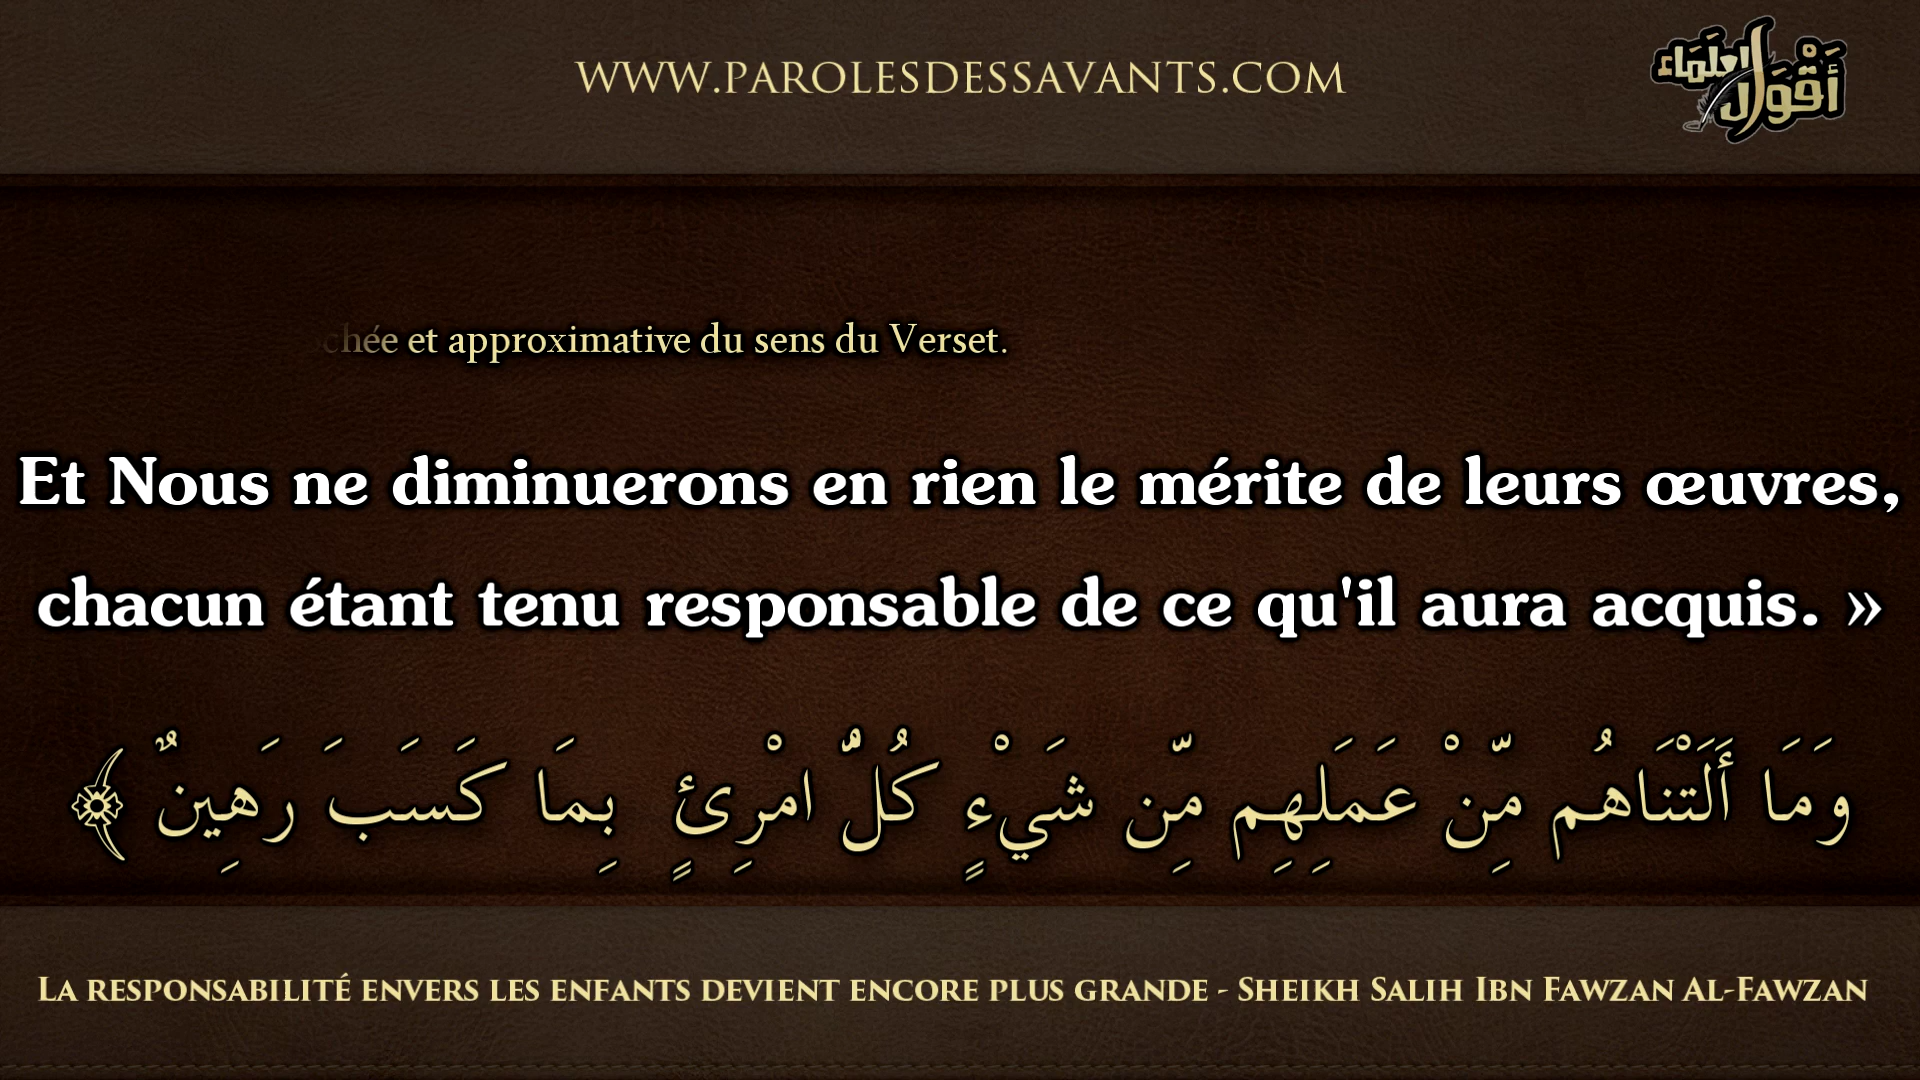 WWW.PAROLESDESSAVANTS.COM
أقوال العلماء
et approximative du sens du Verset.
Et Nous ne diminuerons en rien le mérite de leurs œuvres,
chacun étant tenu responsable de ce qu'il aura acquis. »
وَمَا أَلَتْنَاهُم مِّنْ عَمَلِهِم مِّن شَيْءٍ كُلُّ امْرِئٍ بِمَا كَسَبَ رَهِينٌ ﴾
La responsabilité envers les enfants devient encore plus grande - Sheikh Salih Ibn Fawzan Al-Fawzan